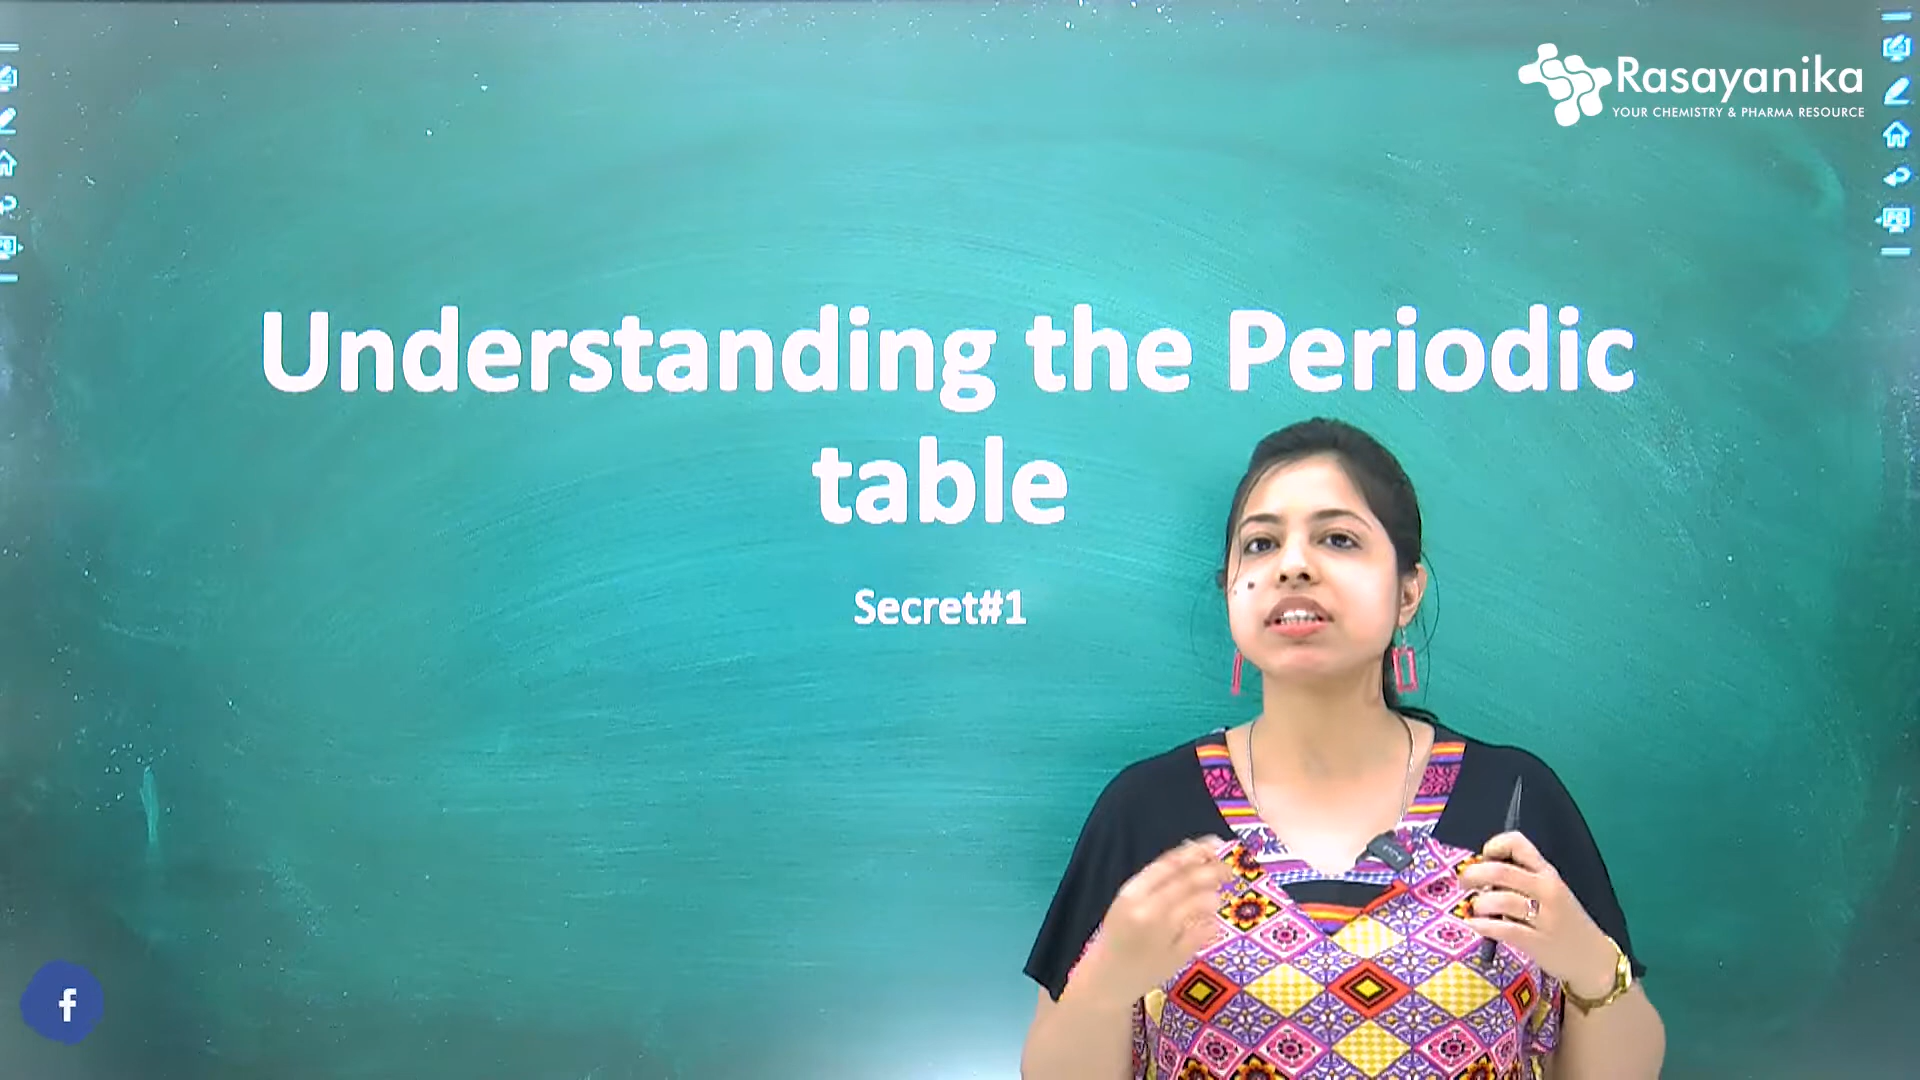 Rasayanika
YOUR CHEMISTRY & PHARMA RESOURCE
Understanding the Periodic
table
Secret#1
f